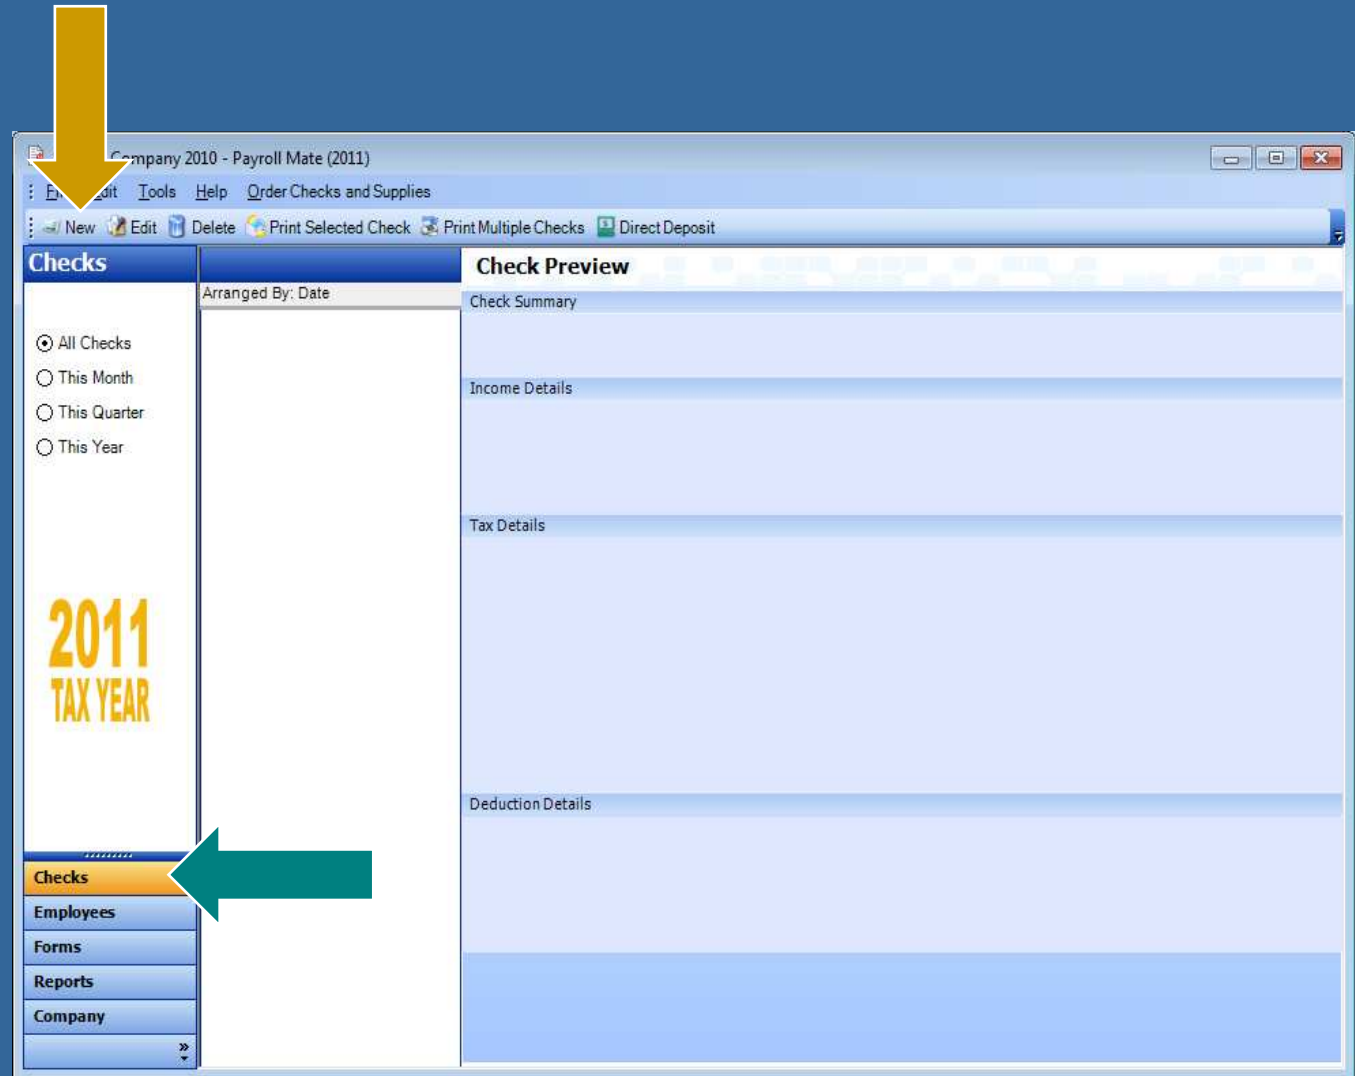 Company 2010 - Payroll Mate (2011)
Tools Help Order Checks and Supplies
New Edit Delete Print Selected Check Print Multiple Checks Direct Deposit
Checks
Arranged By: Date
All Checks
This Month
This Quarter
This Year
2011
TAX YEAR
Check Preview
Check Summary
Income Details
Tax Details
Deduction Details
Checks
Employees
Forms
Reports
Company